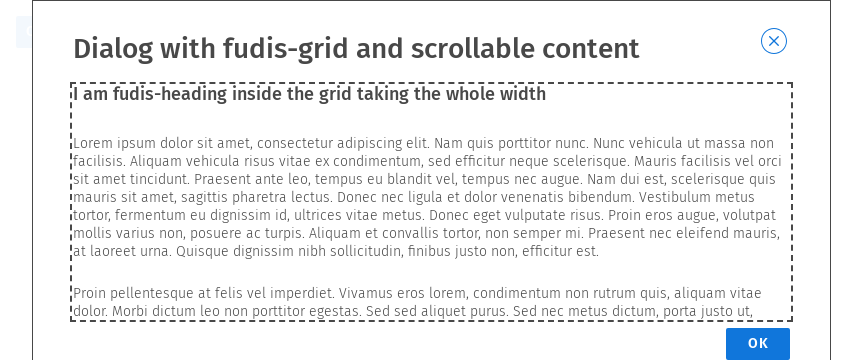 Dialog with fudis-grid and scrollable content
I am fudis-heading inside the grid taking the whole width
Lorem ipsum dolor sit amet, consectetur adipiscing elit. Nam quis porttitor nunc. Nunc vehicula ut massa non
facilisis. Aliquam vehicula risus vitae ex condimentum, sed efficitur neque scelerisque. Mauris facilisis vel orci
sit amet tincidunt. Praesent ante leo, tempus eu blandit vel, tempus nec augue. Nam dui est, scelerisque quis
mauris sit amet, sagittis pharetra lectus. Donec nec ligula et dolor venenatis bibendum. Vestibulum metus
tortor, fermentum eu dignissim id, ultrices vitae metus. Donec eget vulputate risus. Proin eros augue, volutpat
mollis varius non, posuere ac turpis. Aliquam et convallis tortor, non semper mi. Praesent nec eleifend mauris,
at laoreet urna. Quisque dignissim nibh sollicitudin, finibus justo non, efficitur est.
Proin pellentesque at felis vel imperdiet. Vivamus eros lorem, condimentum non rutrum quis, aliquam vitae
dolor. Morbi dictum leo non porttitor egestas. Sed sed aliquet purus. Sed nec metus dictum, porta justo ut,
OK